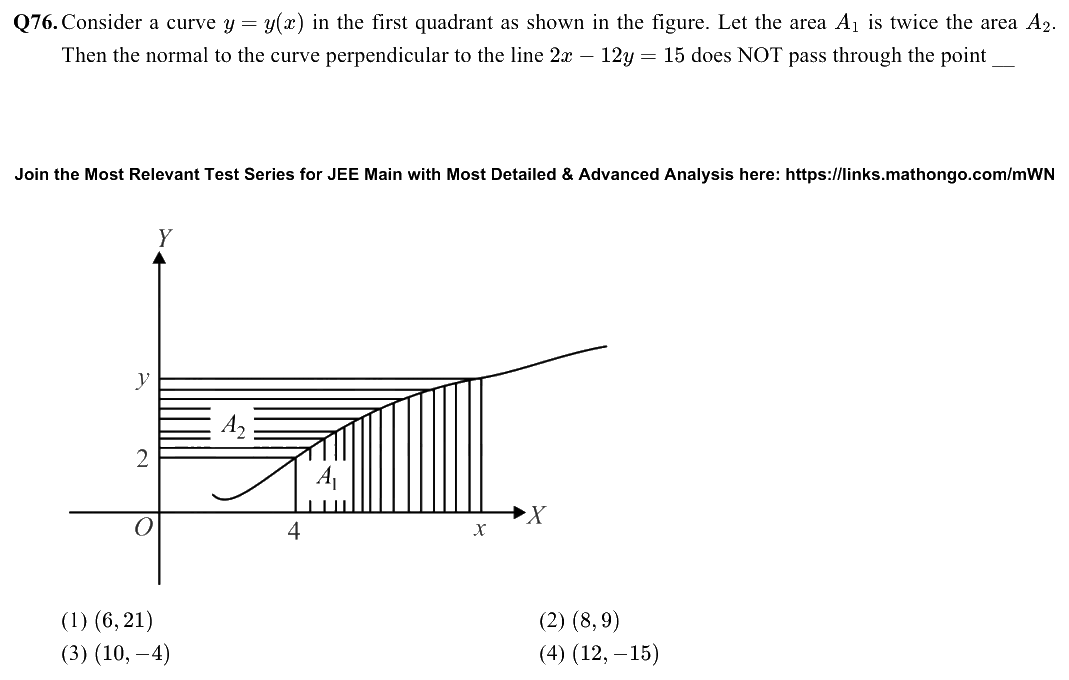 Q76. Consider a curve y = y(x) in the first quadrant as shown in the figure. Let the area A₁ is twice the area A₂.
Then the normal to the curve perpendicular to the line 2x − 12y = 15 does NOT pass through the point __
Join the Most Relevant Test Series for JEE Main with Most Detailed & Advanced Analysis here: https://links.mathongo.com/mWN
Y
y
A₂
2
A₁
O
4
x
X
(1) (6, 21)
(2) (8, 9)
(3) (10, −4)
(4) (12, −15)